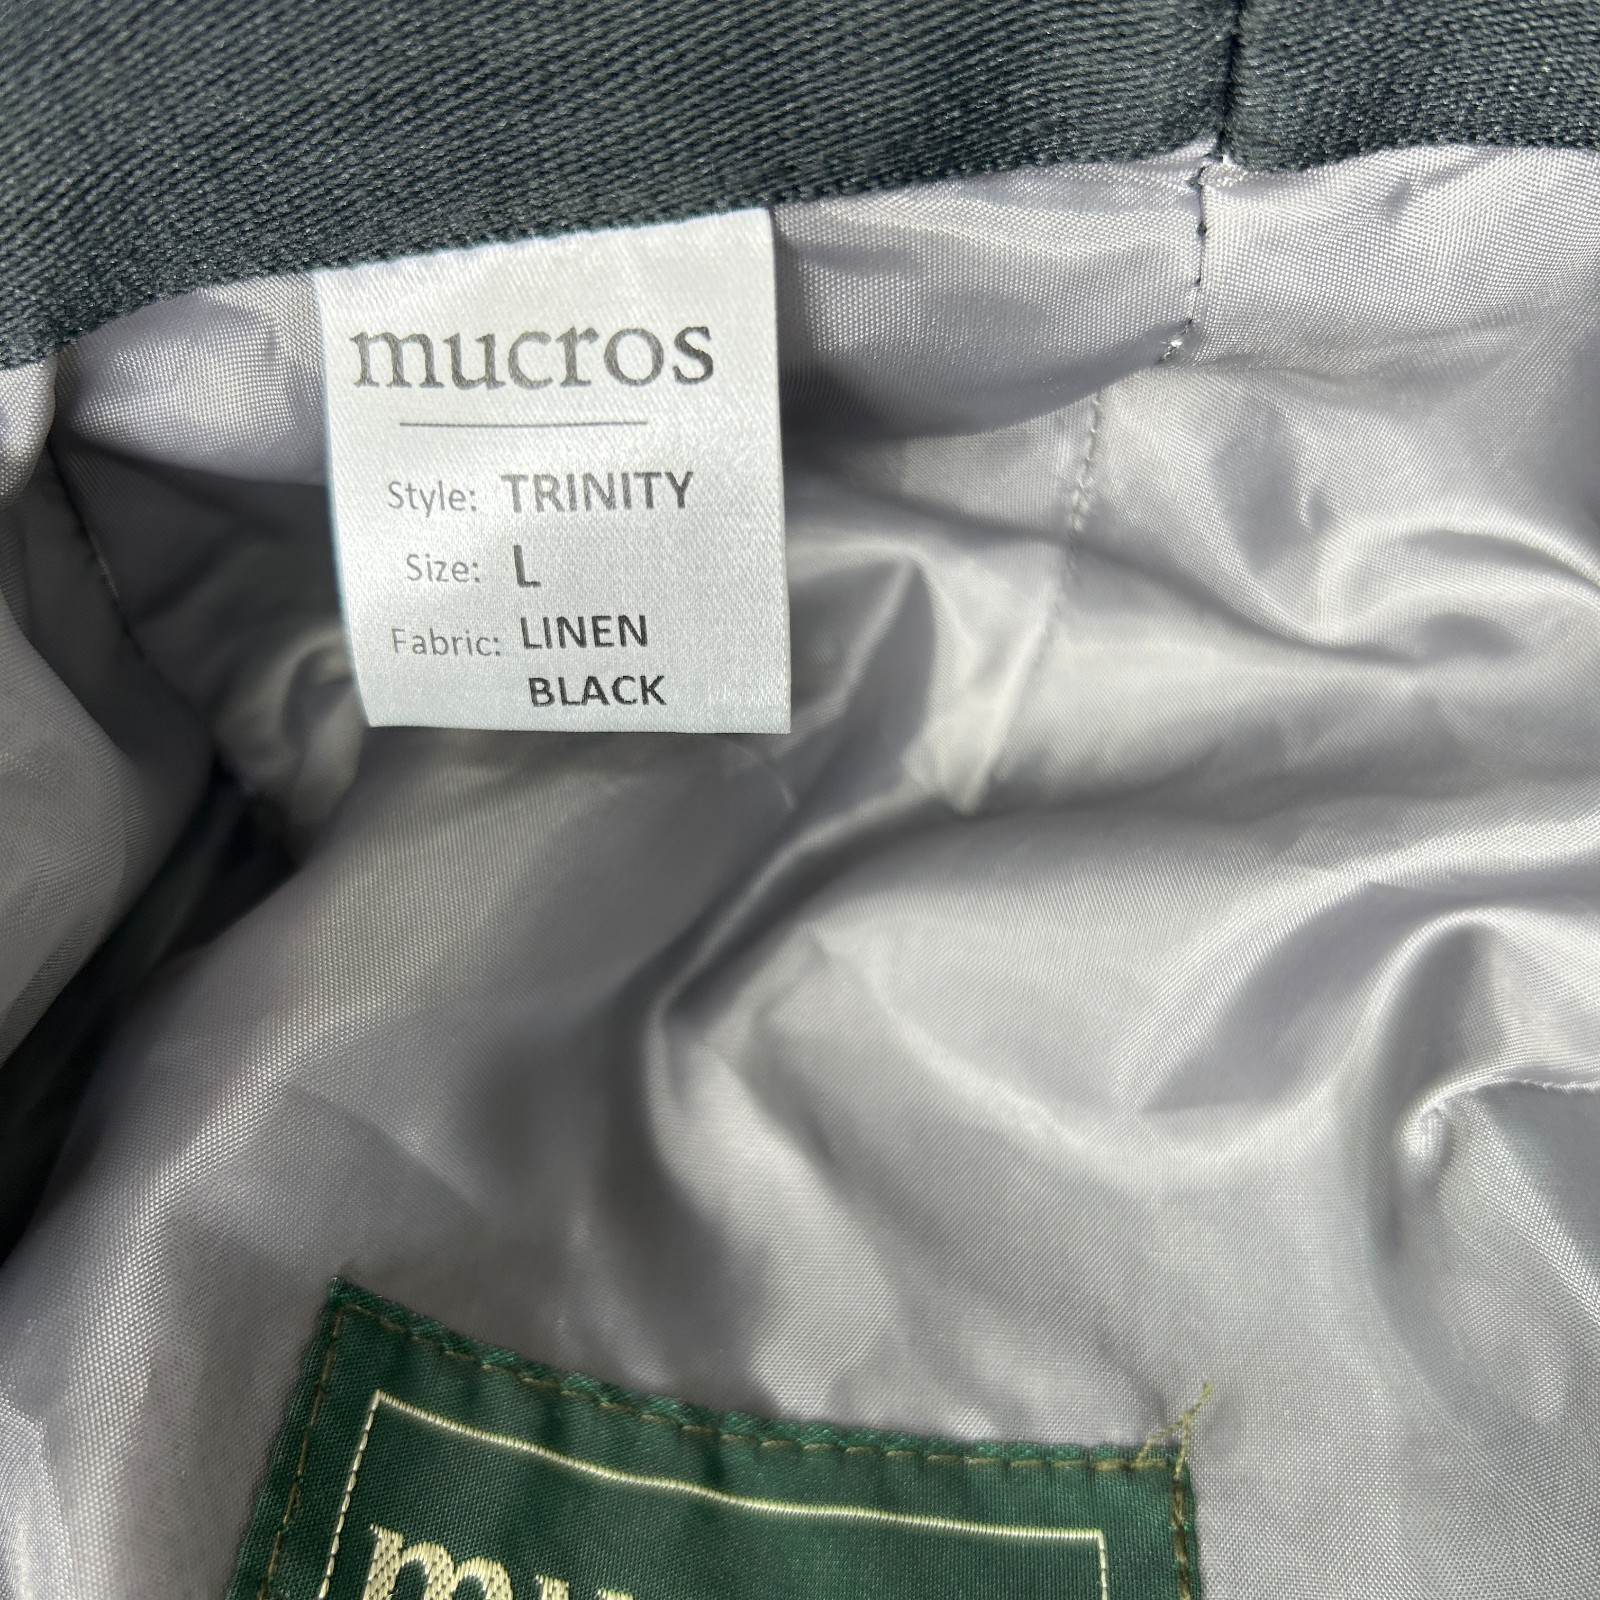 mucros
Style: TRINITY
Size: L
Fabric: LINEN
BLACK